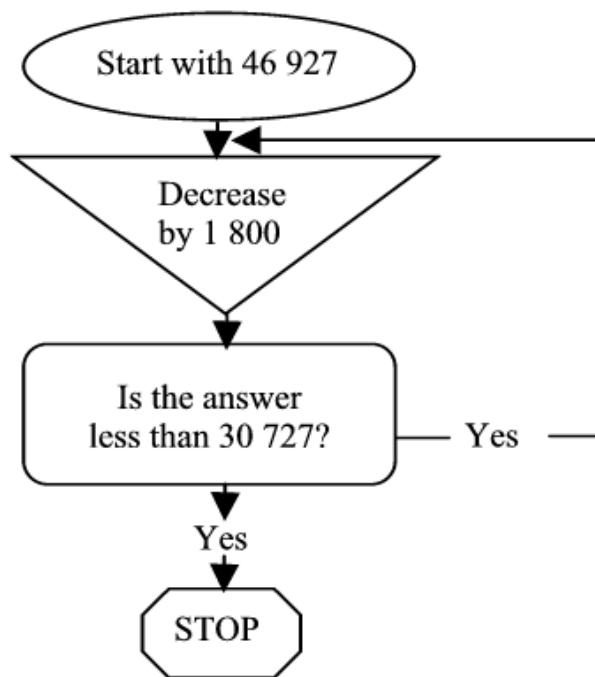 Start with 46 927
Decrease
by 1 800
Is the answer
less than 30 727?
Yes
Yes
STOP